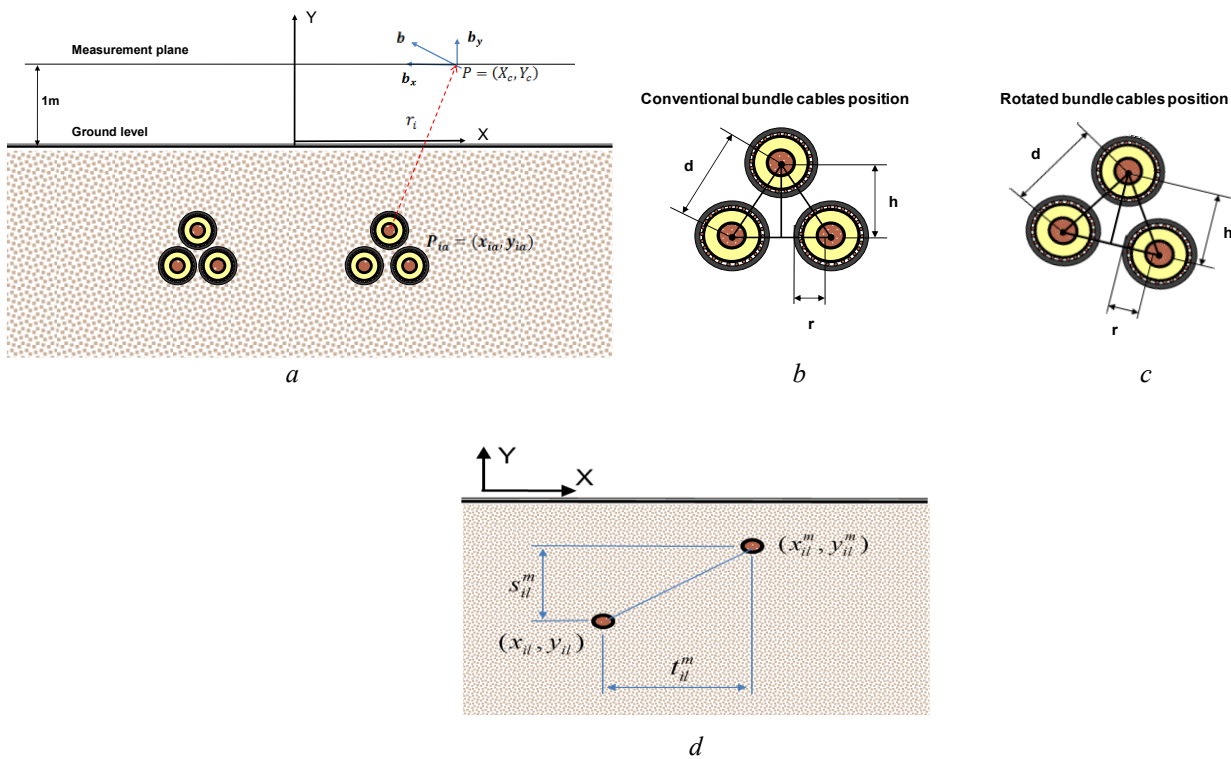 Y
Measurement plane
b
b_y
b_x
P = (X_c, Y_c)
1m
r_i
Ground level
X
P_ia = (x_ia, y_ia)
a
Conventional bundle cables position
d
h
r
b
Rotated bundle cables position
d
h
r
c
Y
X
(x_il^m, y_il^m)
s_il^m
(x_il, y_il)
t_il^m
d